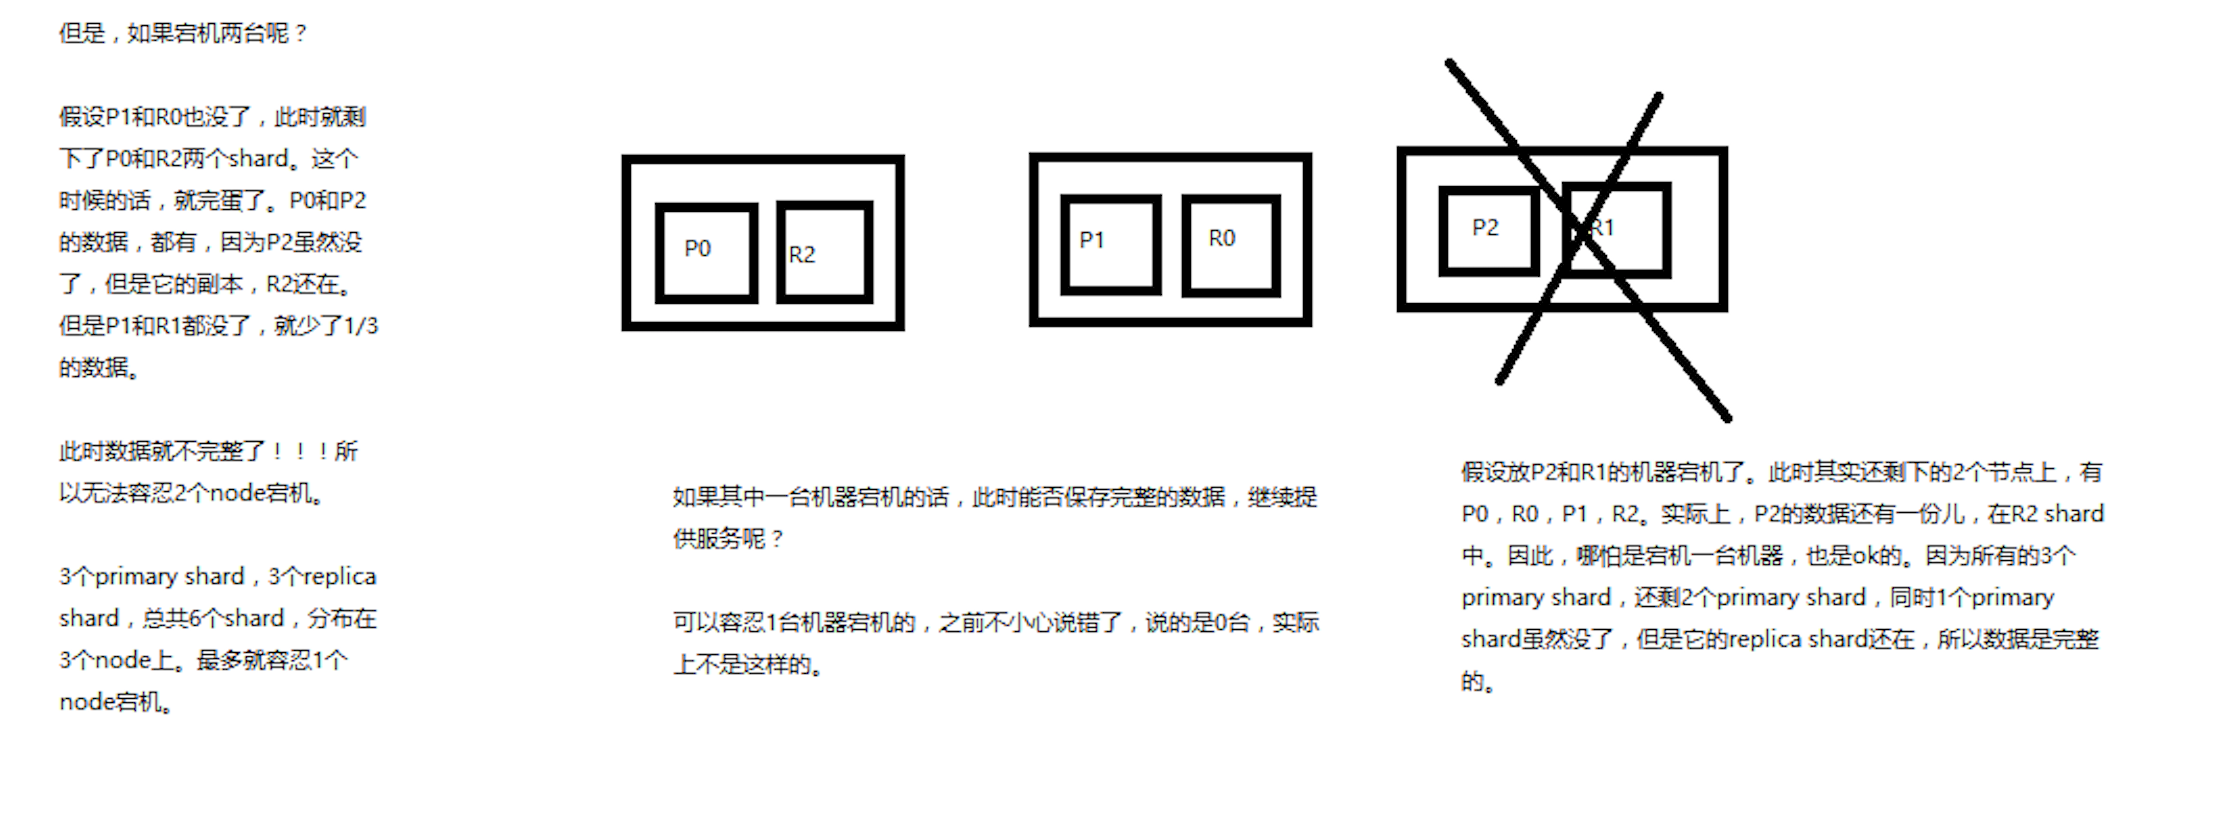 但是，如果宕机两台呢？
假设P1和R0也没了，此时就剩
下了P0和R2两个shard。这个
时候的话，就完蛋了。P0和P2
的数据，都有，因为P2虽然没
了，但是它的副本，R2还在。
但是P1和R1都没了，就少了1/3
的数据。
此时数据就不完整了！！！所
以无法容忍2个node宕机。
3个primary shard，3个replica
shard，总共6个shard，分布在
3个node上。最多就容忍1个
node宕机。
P0
R2
P1
R0
P2
R1
如果其中一台机器宕机的话，此时能否保存完整的数据，继续提
供服务呢？
可以容忍1台机器宕机的，之前不小心说错了，说的是0台，实际
上不是这样的。
假设放P2和R1的机器宕机了。此时其实还剩下的2个节点上，有
P0，R0，P1，R2。实际上，P2的数据还有一份儿，在R2 shard
中。因此，哪怕是宕机一台机器，也是ok的。因为所有的3个
primary shard，还剩2个primary shard，同时1个primary
shard虽然没了，但是它的replica shard还在，所以数据是完整
的。